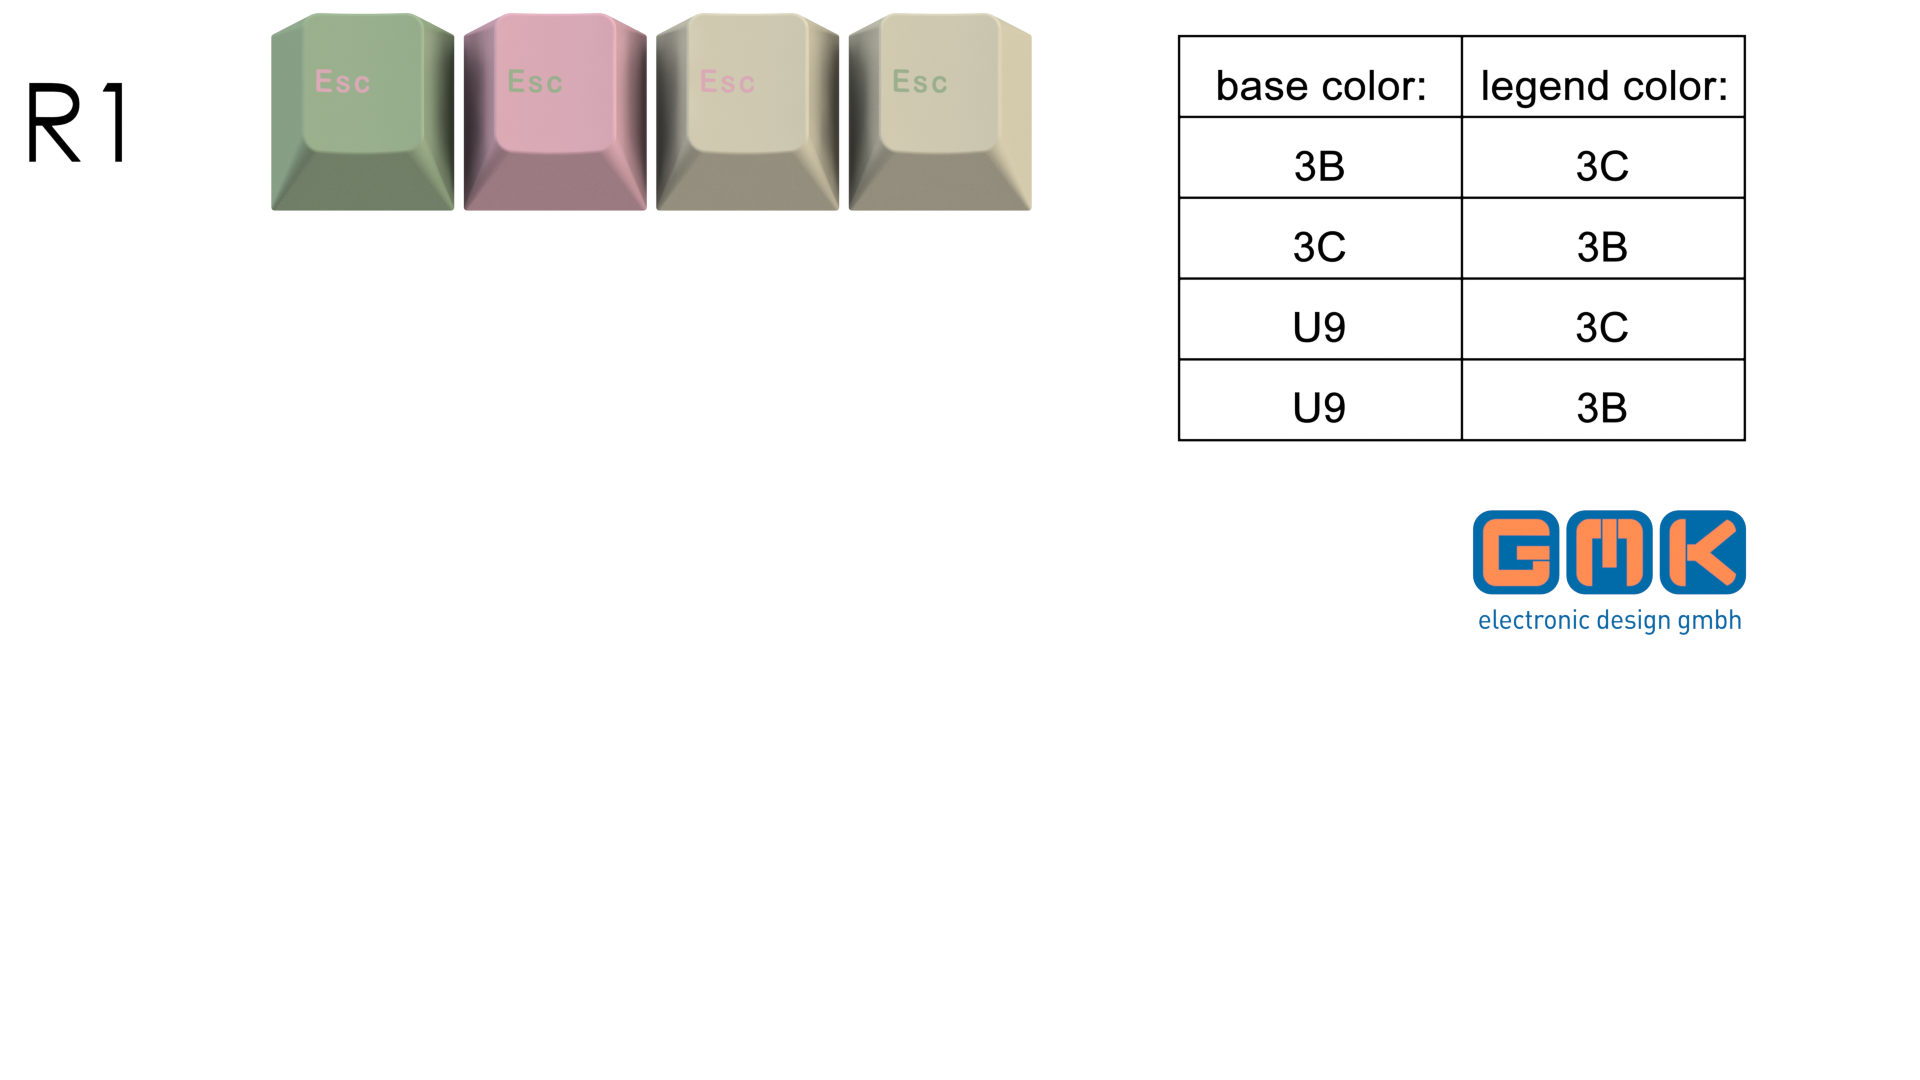 R1
Esc Esc Esc Esc
base color: legend color:
3B 3C
3C 3B
U9 3C
U9 3B
GMK
electronic design gmbh